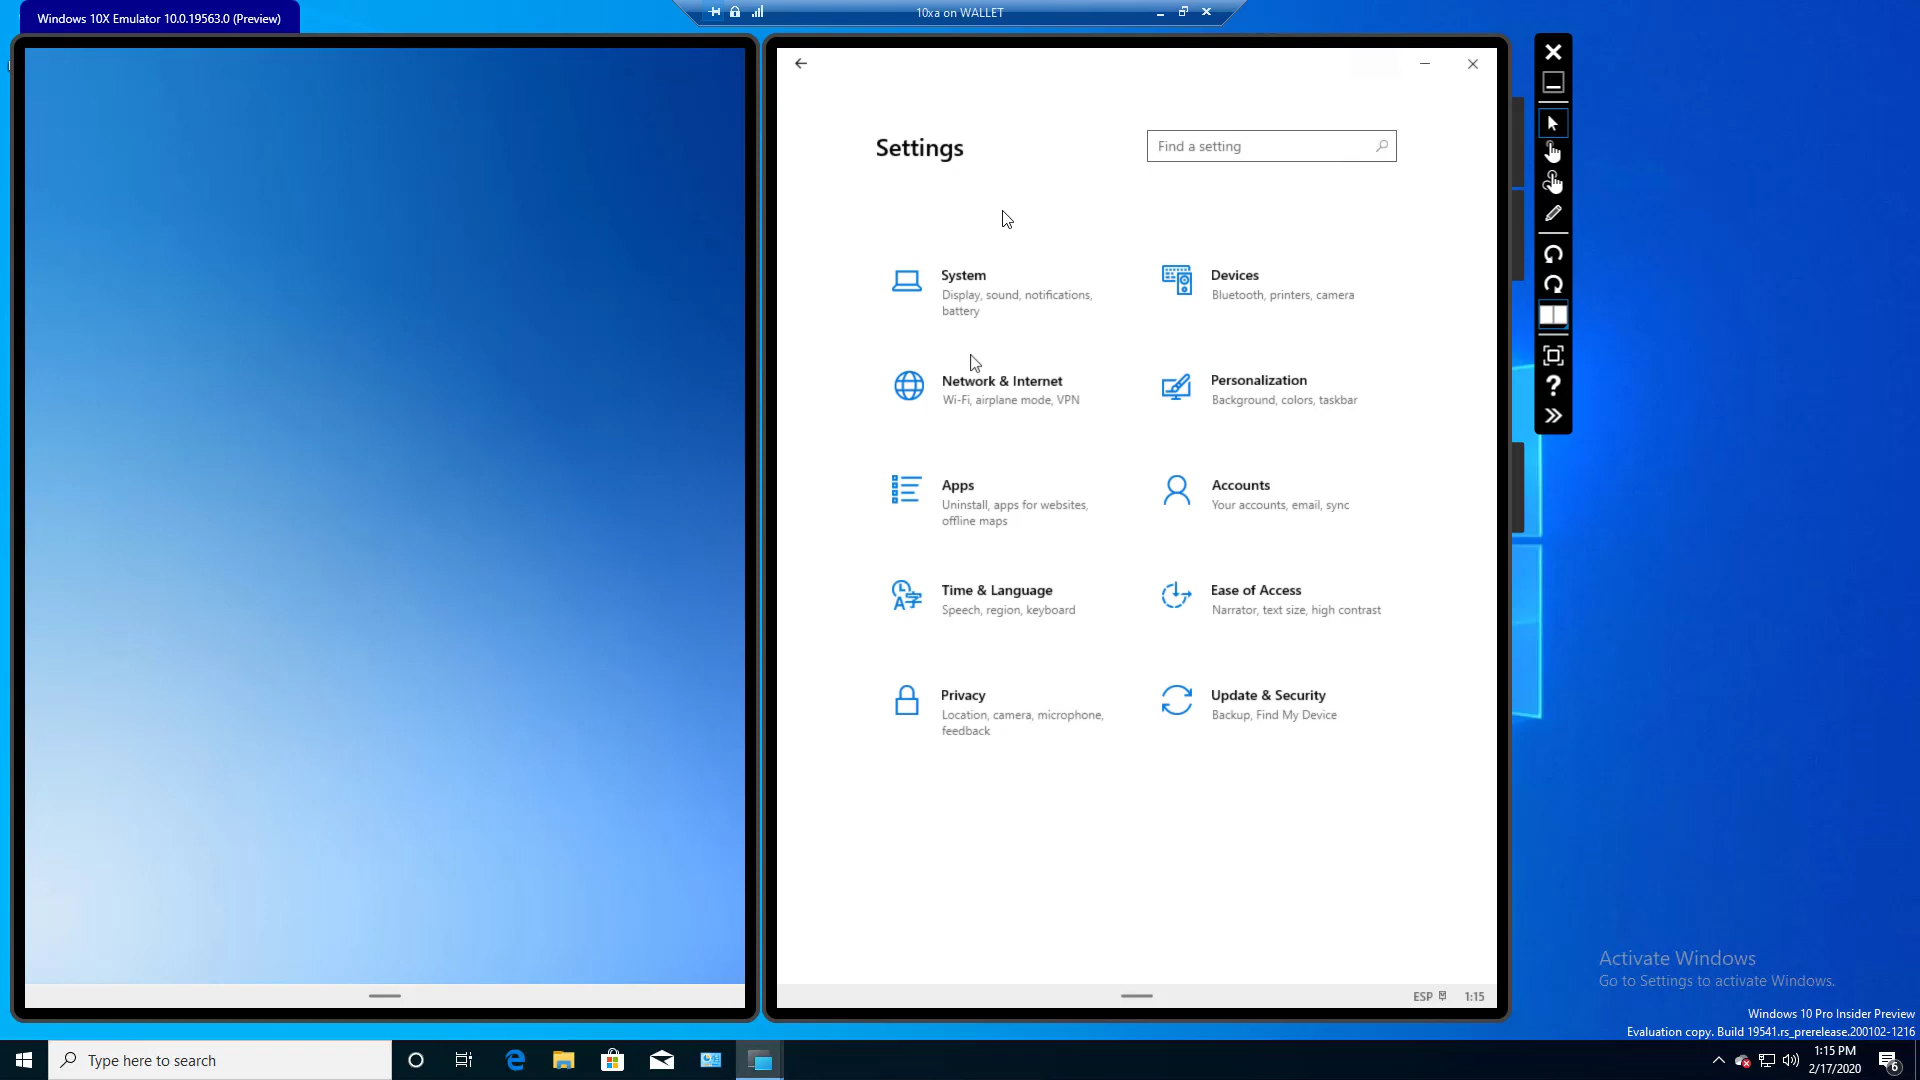 Windows 10X Emulator 10.0.19563.0 (Preview)
10xa on WALLET
Settings
Find a setting
System
Display, sound, notifications,
battery
Devices
Bluetooth, printers, camera
Network & Internet
Wi-Fi, airplane mode, VPN
Personalization
Background, colors, taskbar
Apps
Uninstall, apps for websites,
offline maps
Accounts
Your accounts, email, sync
Time & Language
Speech, region, keyboard
Ease of Access
Narrator, text size, high contrast
Privacy
Location, camera, microphone,
feedback
Update & Security
Backup, Find My Device
ESP
1:15
Activate Windows
Go to Settings to activate Windows.
Windows 10 Pro Insider Preview
Evaluation copy. Build 19541.rs_prerelease.200102-1216
Type here to search
1:15 PM
2/17/2020
6